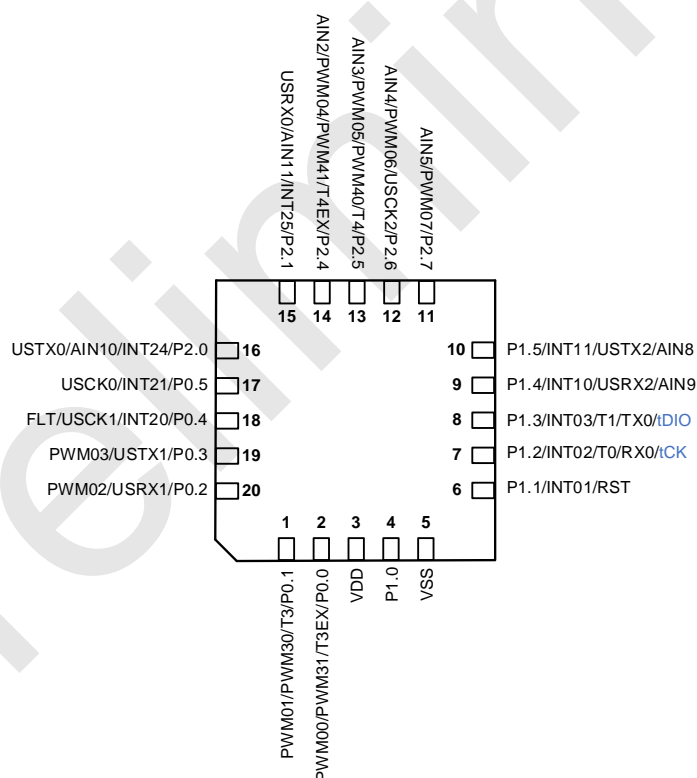 USRX0/AIN11/INT25/P2.1
AIN2/PWM04/PWM41/T4EX/P2.4
AIN3/PWM05/PWM40/T4/P2.5
AIN4/PWM06/USCK2/P2.6
AIN5/PWM07/P2.7
15 14 13 12 11
USTX0/AIN10/INT24/P2.0 16
USCK0/INT21/P0.5 17
FLT/USCK1/INT20/P0.4 18
PWM03/USTX1/P0.3 19
PWM02/USRX1/P0.2 20
10 P1.5/INT11/USTX2/AIN8
9 P1.4/INT10/USRX2/AIN9
8 P1.3/INT03/T1/TX0/tDIO
7 P1.2/INT02/T0/RX0/tCK
6 P1.1/INT01/RST
1 2 3 4 5
PWM01/PWM30/T3/P0.1
PWM00/PWM31/T3EX/P0.0
VDD
P1.0
VSS